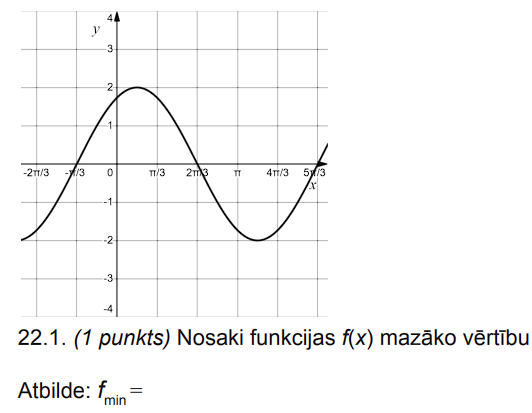 y
4
3
2
1
-2π/3 -π/3 0 π/3 2π/3 π 4π/3 5π/3
x
-1
-2
-3
-4
22.1. (1 punkts) Nosaki funkcijas f(x) mazāko vērtību
Atbilde: f min =